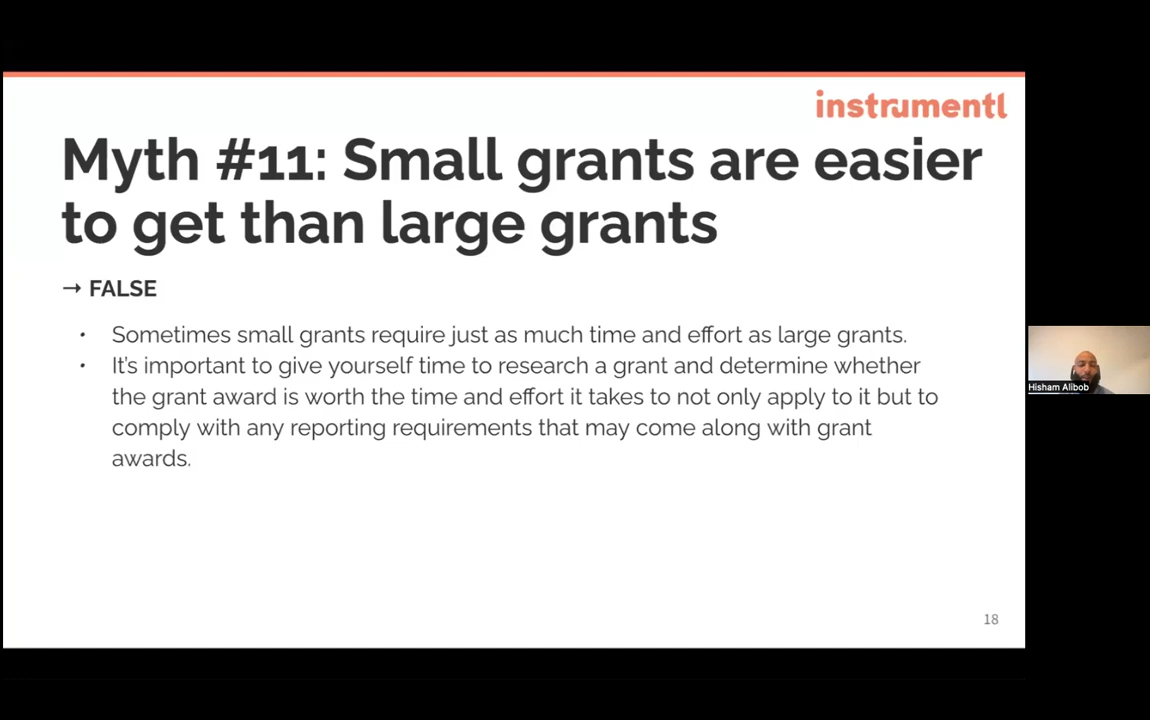 instrumentl
Myth #11: Small grants are easier
to get than large grants
→ FALSE
• Sometimes small grants require just as much time and effort as large grants.
• It's important to give yourself time to research a grant and determine whether
the grant award is worth the time and effort it takes to not only apply to it but to
comply with any reporting requirements that may come along with grant
awards.
Hisham Alibob
18